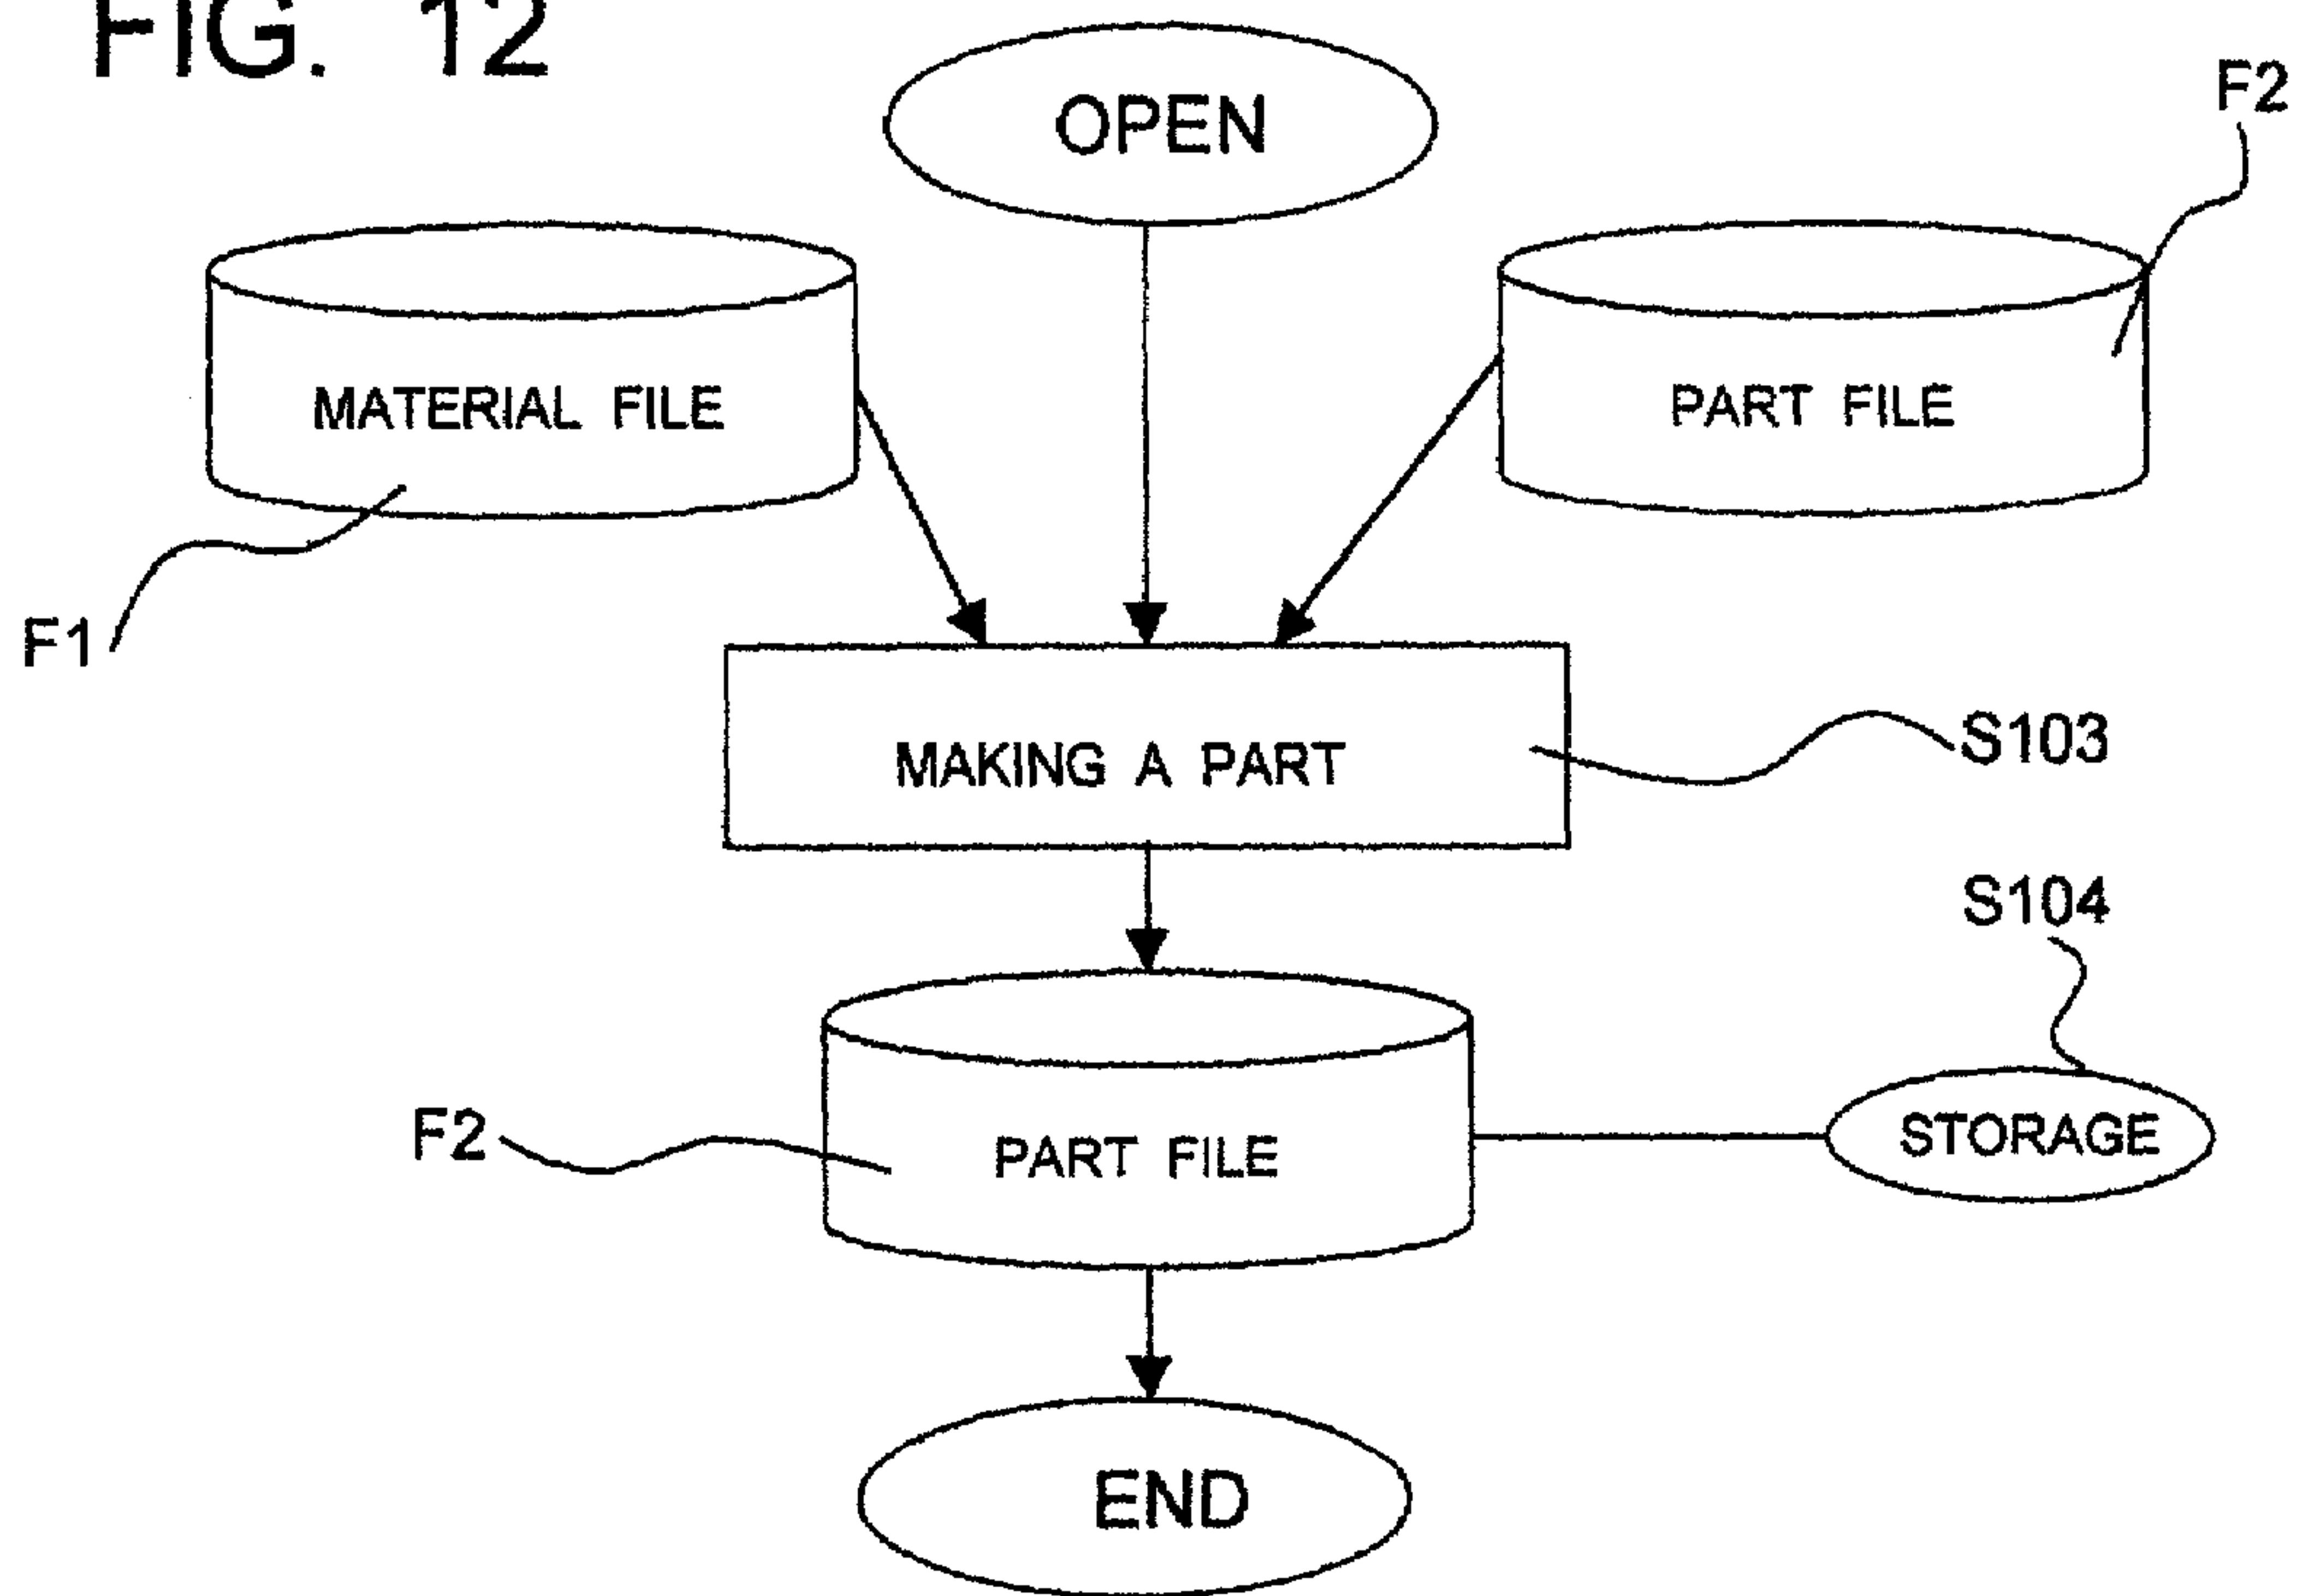 FIG. 12
OPEN
F2
MATERIAL FILE
PART FILE
F1
MAKING A PART
S103
S104
F2
PART FILE
STORAGE
END